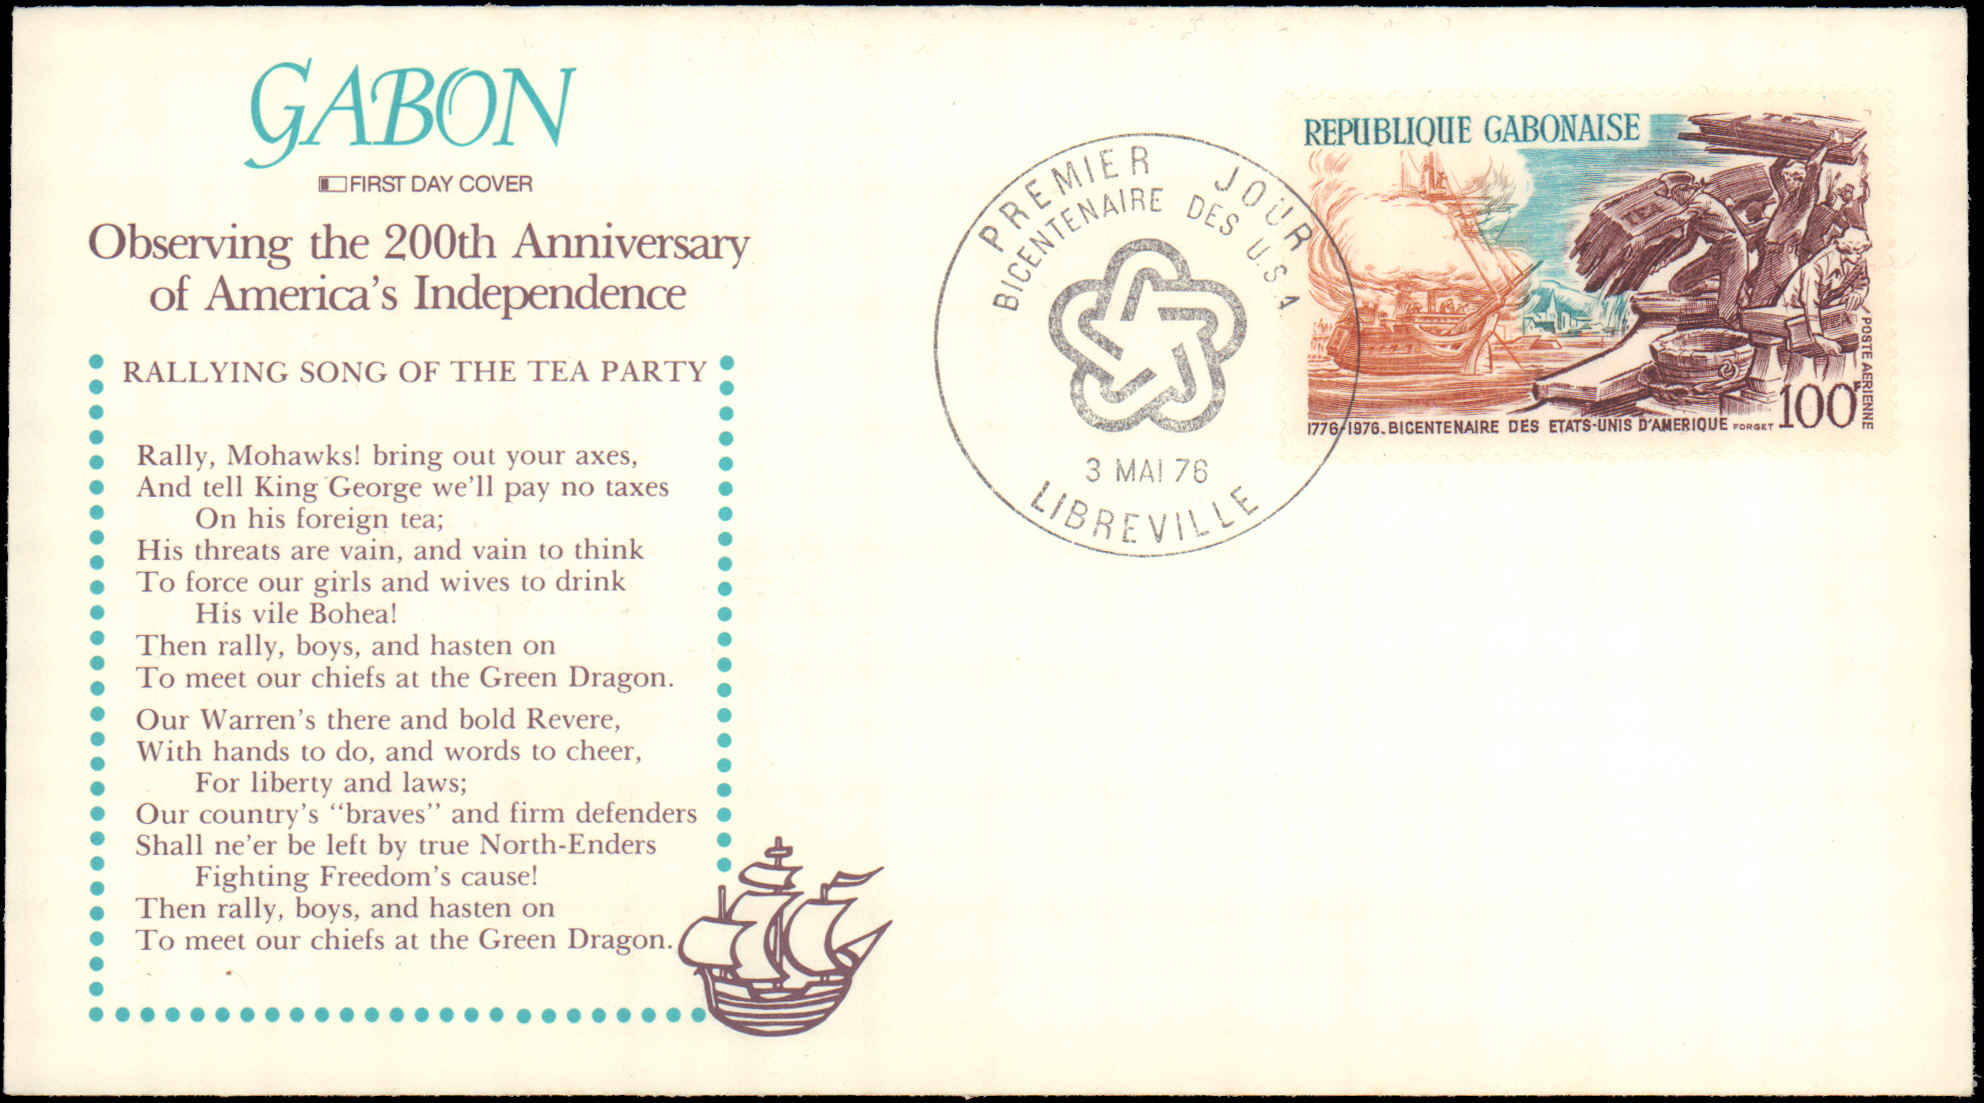 GABON
FIRST DAY COVER
Observing the 200th Anniversary
of America's Independence
RALLYING SONG OF THE TEA PARTY
Rally, Mohawks! bring out your axes,
And tell King George we'll pay no taxes
On his foreign tea;
His threats are vain, and vain to think
To force our girls and wives to drink
His vile Bohea!
Then rally, boys, and hasten on
To meet our chiefs at the Green Dragon.
Our Warren's there and bold Revere,
With hands to do, and words to cheer,
For liberty and laws;
Our country's "braves" and firm defenders
Shall ne'er be left by true North-Enders
Fighting Freedom's cause!
Then rally, boys, and hasten on
To meet our chiefs at the Green Dragon.
PREMIER JOUR
BICENTENAIRE DES U.S.A
3 MAI 76
LIBREVILLE
REPUBLIQUE GABONAISE
TEA
TEA
TEA
POSTE AERIENNE
100F
1776-1976. BICENTENAIRE DES ETATS-UNIS D'AMERIQUE FORGET